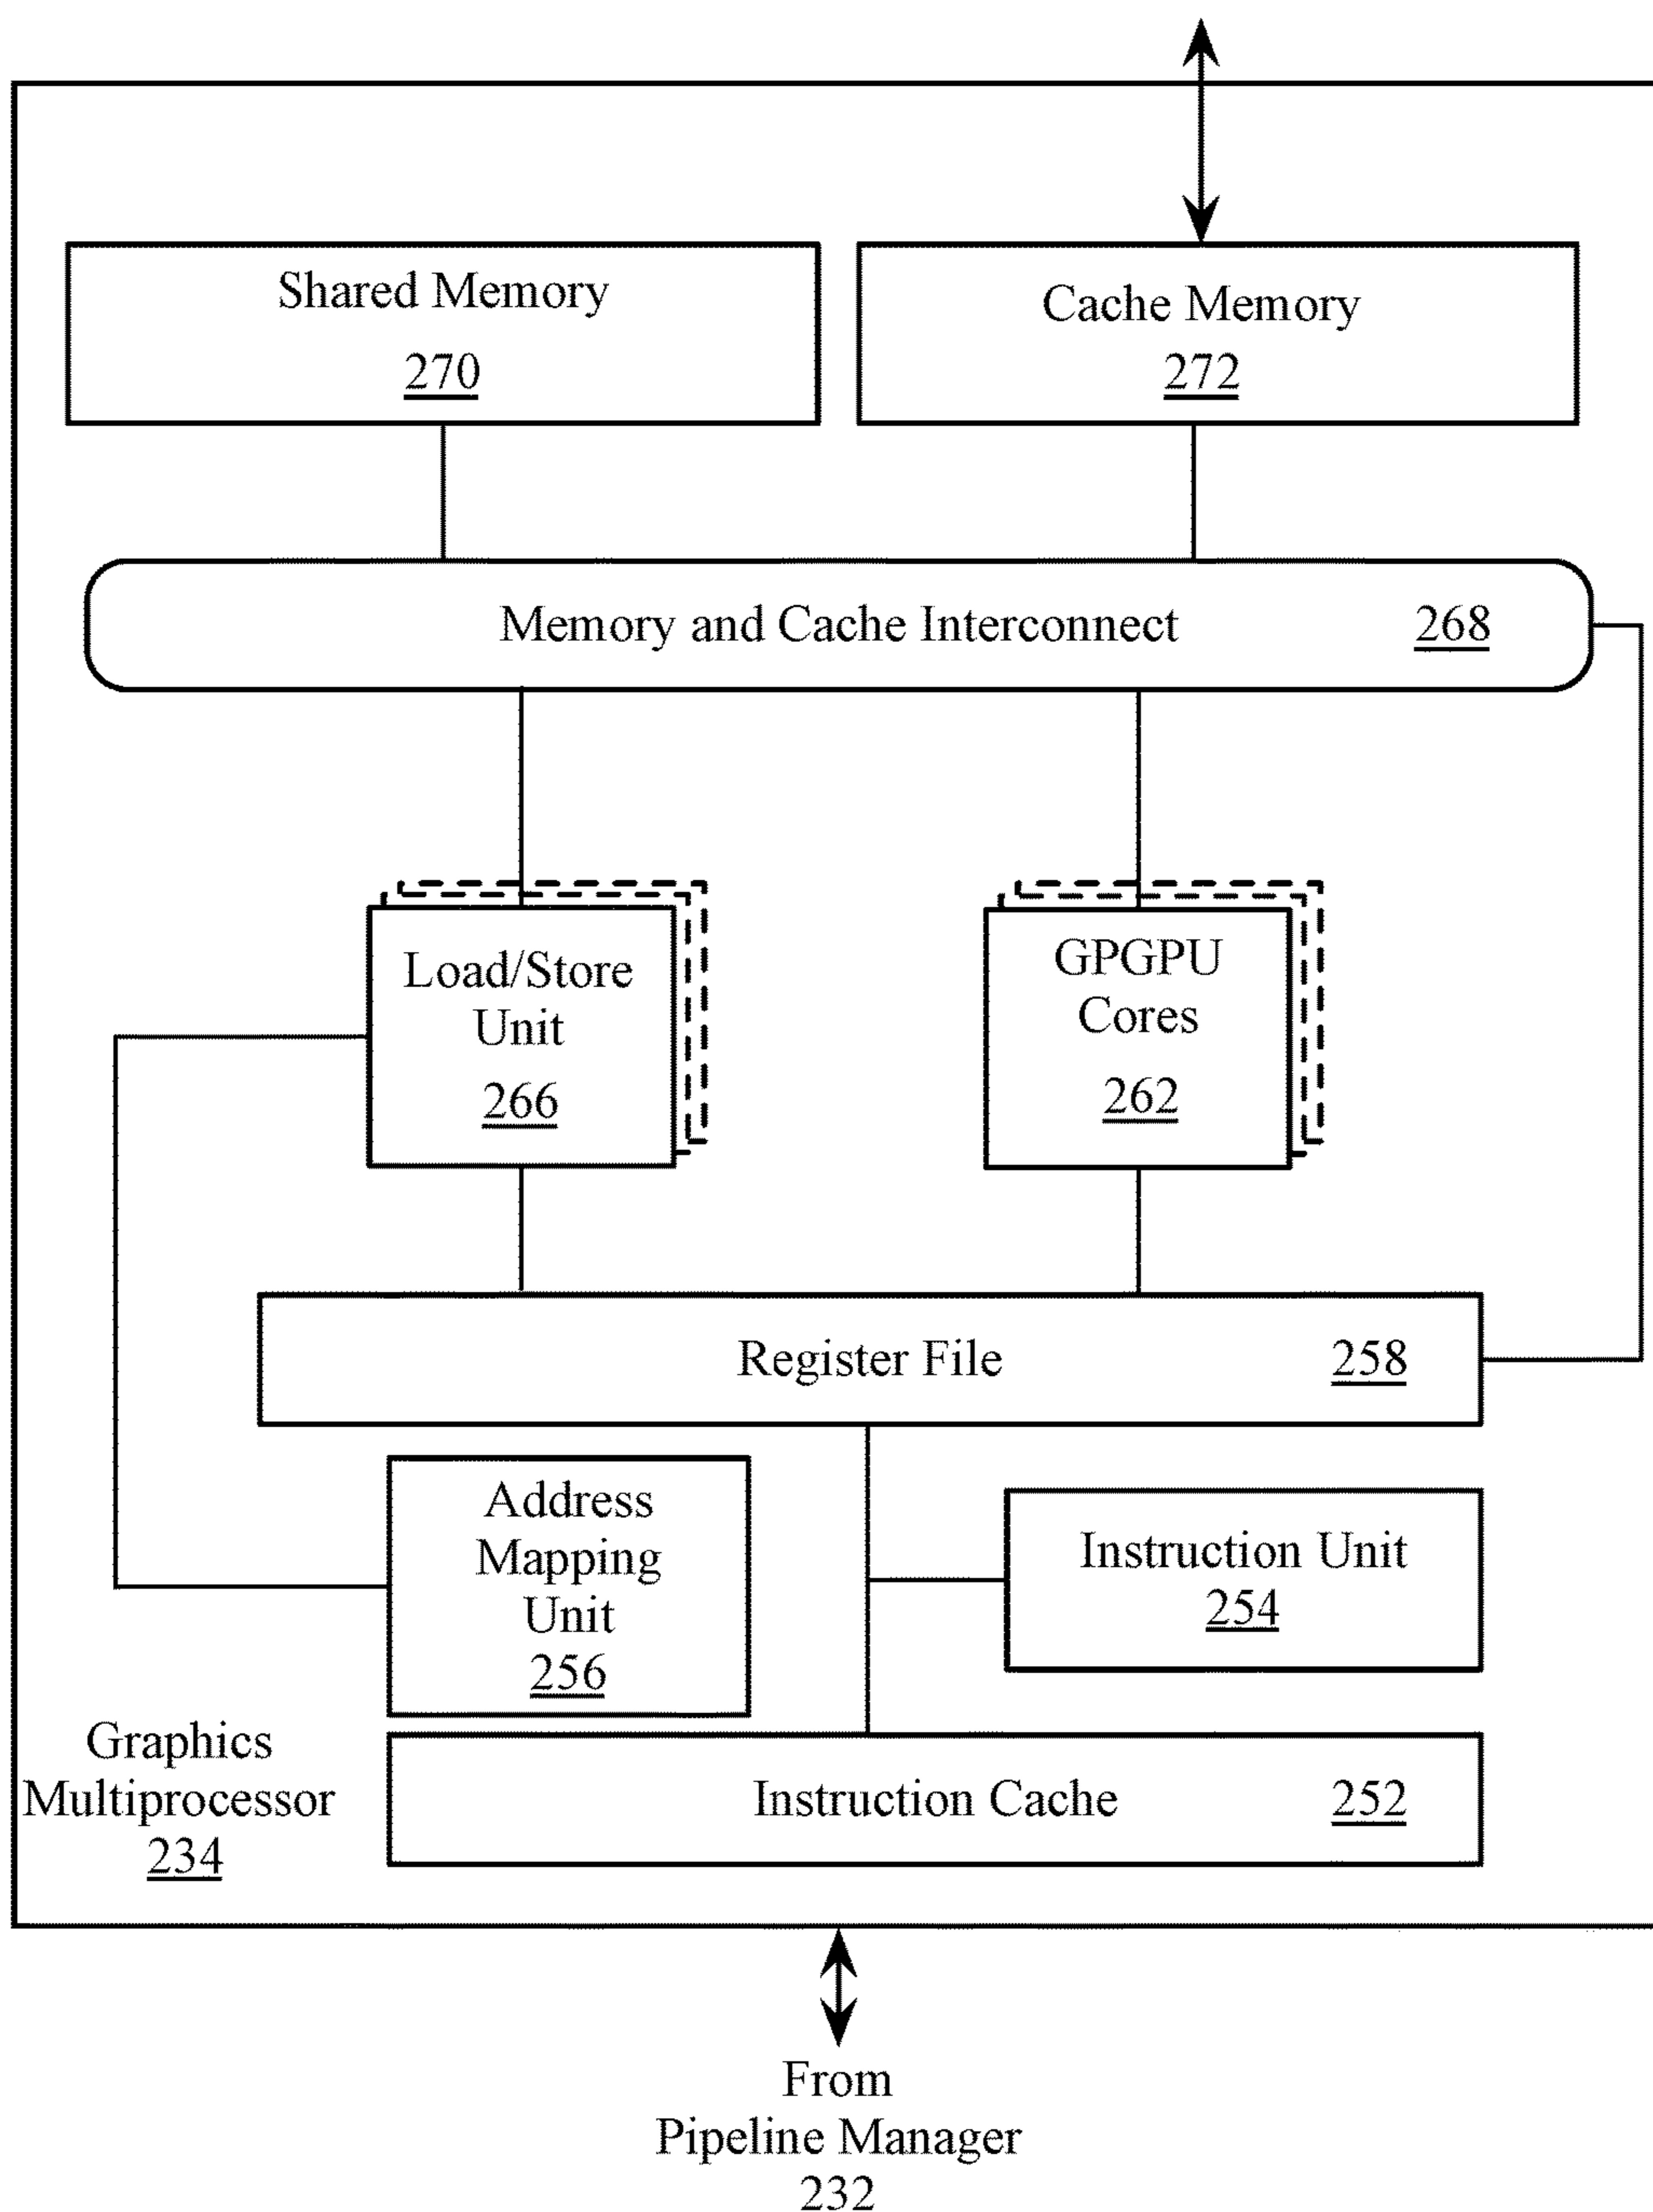 Shared Memory
270
Cache Memory
272
Memory and Cache Interconnect 268
Load/Store
Unit
266
GPGPU
Cores
262
Register File 258
Address
Mapping
Unit
256
Instruction Unit
254
Graphics
Multiprocessor
234
Instruction Cache 252
From
Pipeline Manager
232